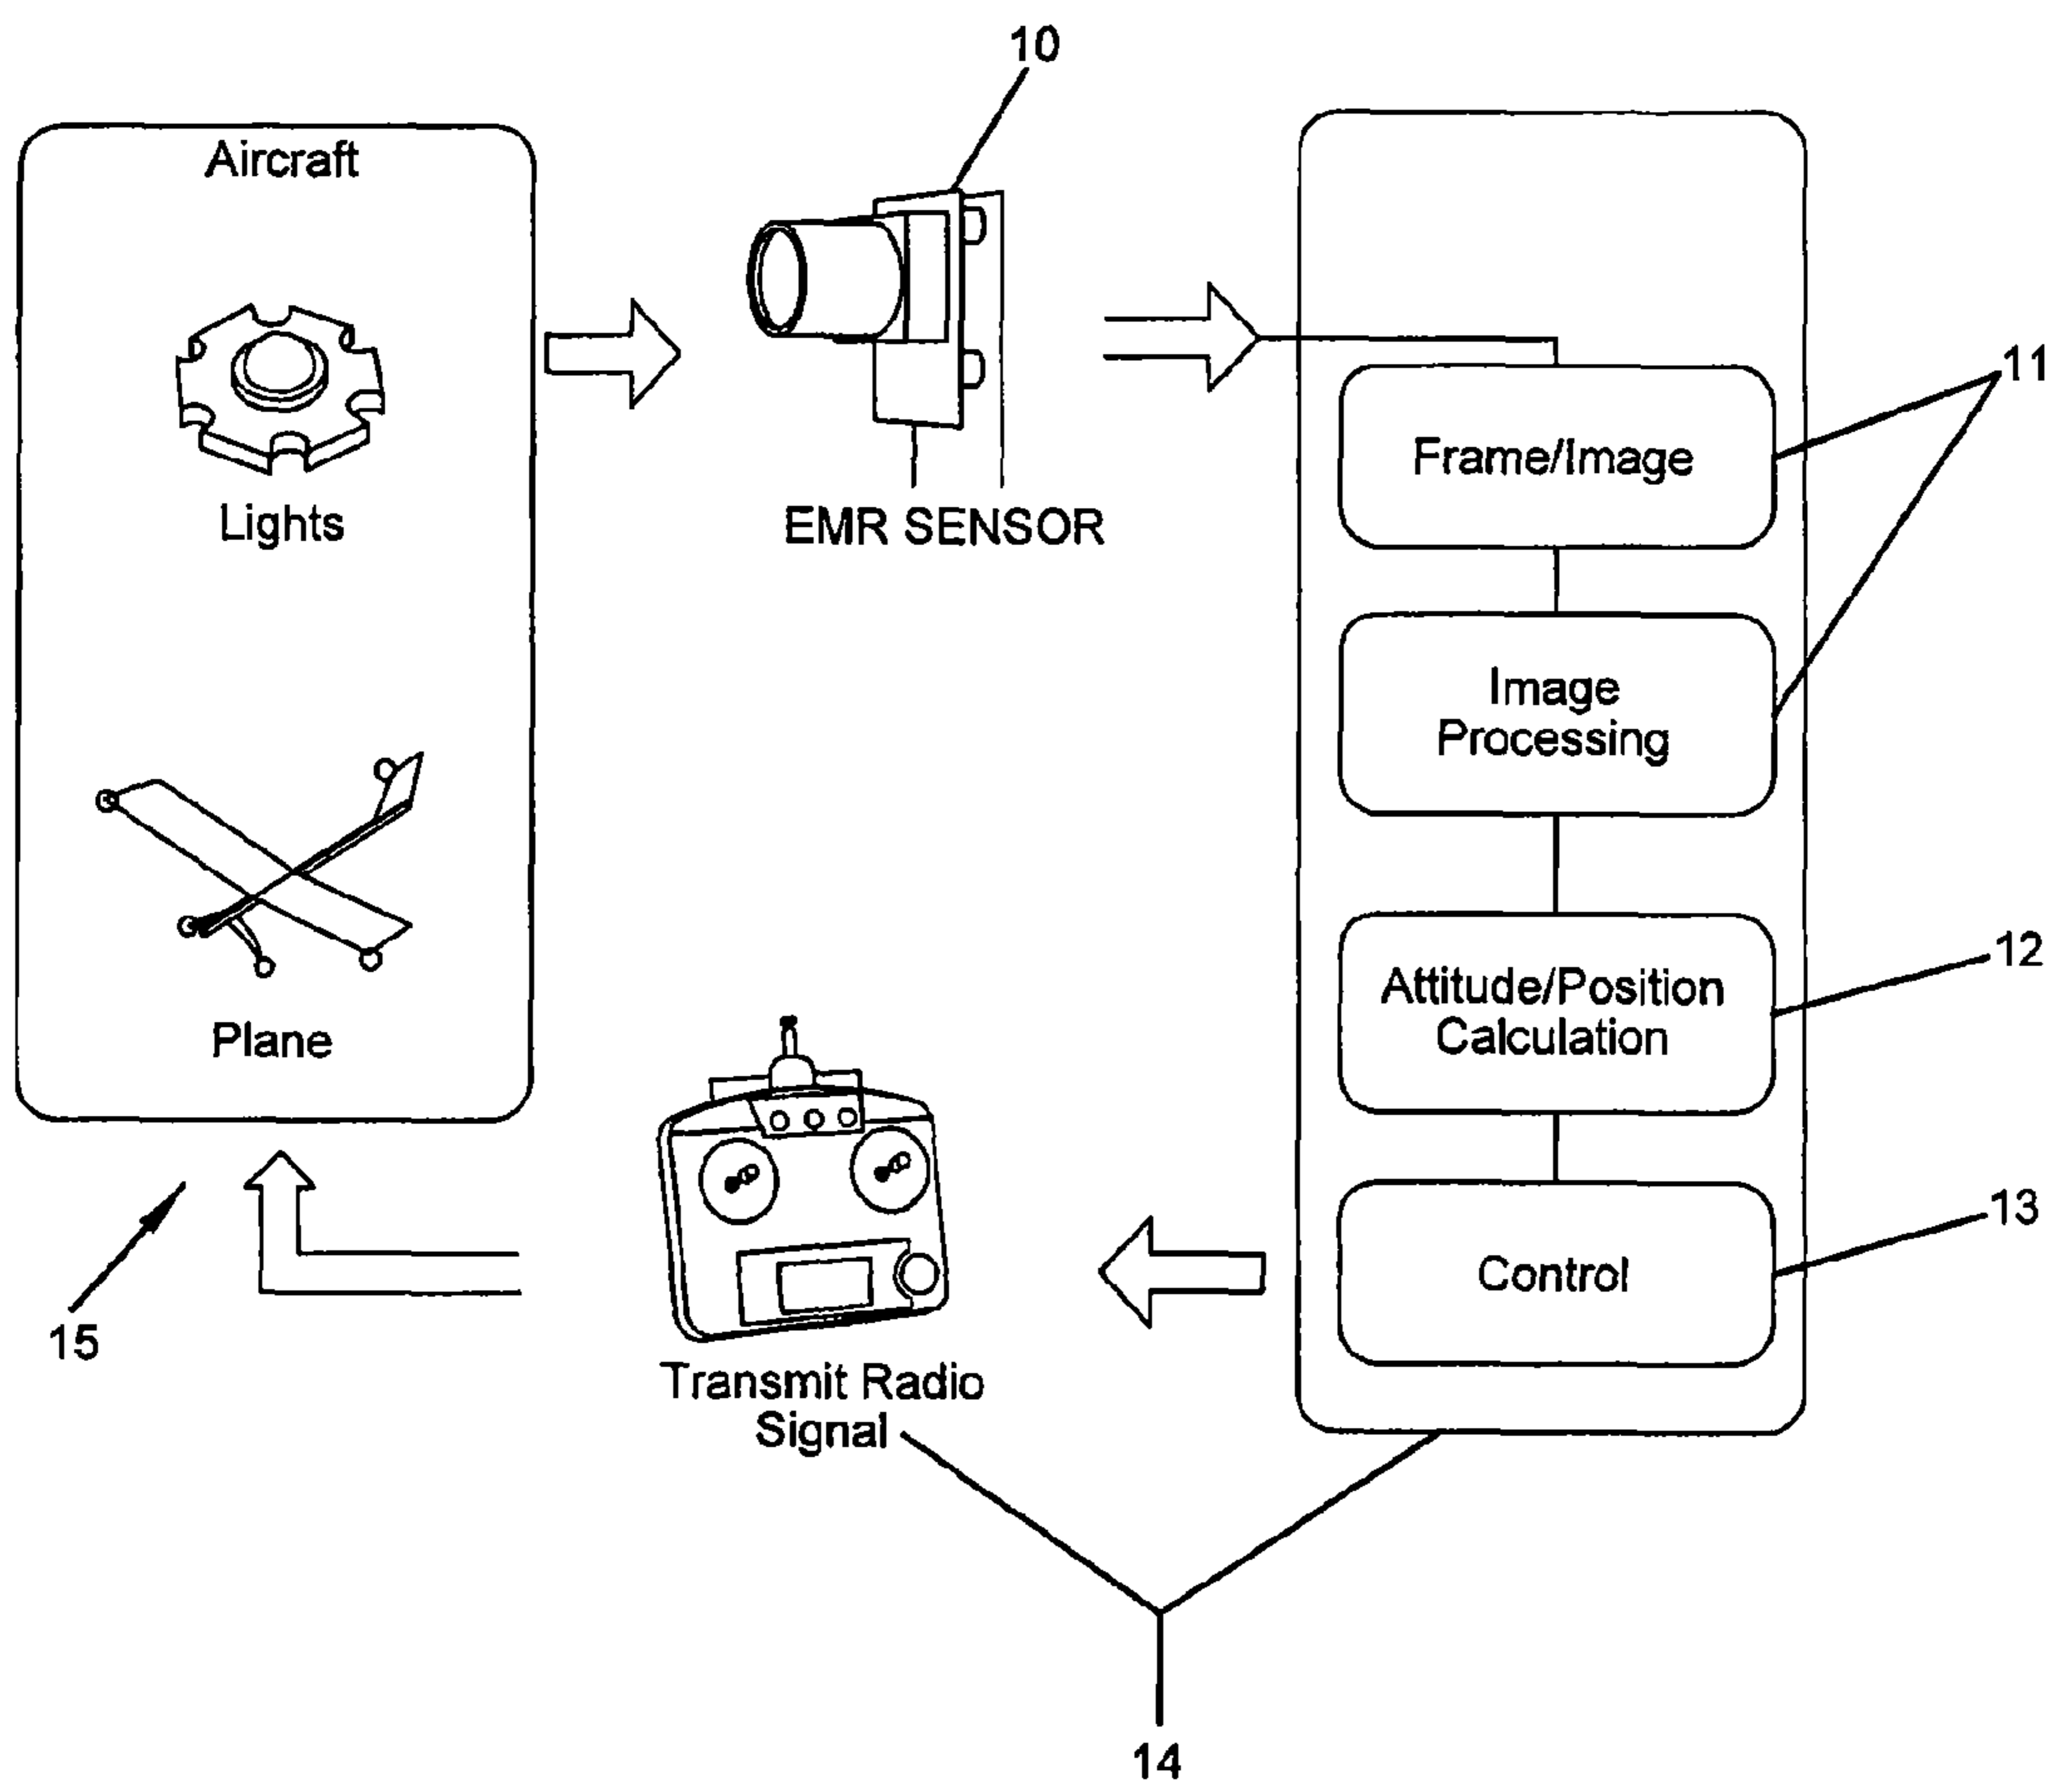 10
Aircraft
Lights
EMR SENSOR
11
Frame/Image
Image
Processing
12
Attitude/Position
Calculation
Plane
13
Control
15
Transmit Radio
Signal
14